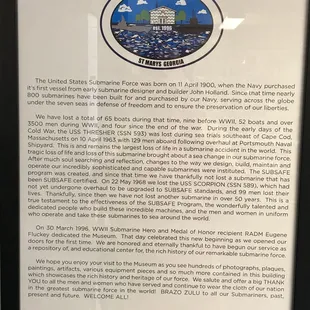 EST. 1996
ST MARYS GEORGIA
The United States Submarine Force was born on 11 April 1900, when the Navy purchased
it's first vessel from early submarine designer and builder John Holland. Since that time nearly
800 submarines have been built for and purchased by our Navy, serving across the globe
under the seven seas in defense of freedom and to ensure the preservation of our liberties.
We have lost a total of 65 boats during that time, nine before WWII, 52 boats and over
3500 men during WWII, and four since the end of the war. During the early days of the
Cold War, the USS THRESHER (SSN 593) was lost during sea trials southeast of Cape Cod,
Massachusetts on 10 April 1963 with 129 men aboard following overhaul at Portsmouth Naval
Shipyard. This is and remains the largest loss of life in a submarine accident in the world. This
tragic loss of life and loss of this submarine brought about a sea change in our submarine force.
After much soul searching and reflection, changes to the way we design, build, maintain and
operate our incredibly sophisticated and capable submarines were instituted. The SUBSAFE
program was created, and since that time we have thankfully not lost a submarine that has
been SUBSAFE certified. On 22 May 1968 we lost the USS SCORPION (SSN 589), which had
not yet undergone overhaul to be upgraded to SUBSAFE standards, and 99 men lost their
lives. Thankfully, since then we have not lost another submarine in over 50 years. This is a
true testament to the effectiveness of the SUBSAFE Program, the wonderfully talented and
dedicated people who build these incredible machines, and the men and women in uniform
who operate and take these submarines to sea around the world.
On 30 March 1996, WWII Submarine Hero and Medal of Honor recipient RADM Eugene
Fluckey dedicated the Museum. That day celebrated this new beginning as we opened our
doors for the first time. We are honored and eternally thankful to have begun our service as
a repository of, and educational center for, the rich history of our remarkable submarine force.
We hope you enjoy your visit to the Museum as you see hundreds of photographs, plaques,
paintings, artifacts, various equipment pieces and so much more contained in this building
which showcases the rich history and heritage of our force. We salute and offer a big THANK
YOU to all the men and women who have served and continue to wear the cloth of our nation
in the greatest submarine force in the world! BRAZO ZULU to all our Submariners, past,
present and future. WELCOME ALL!